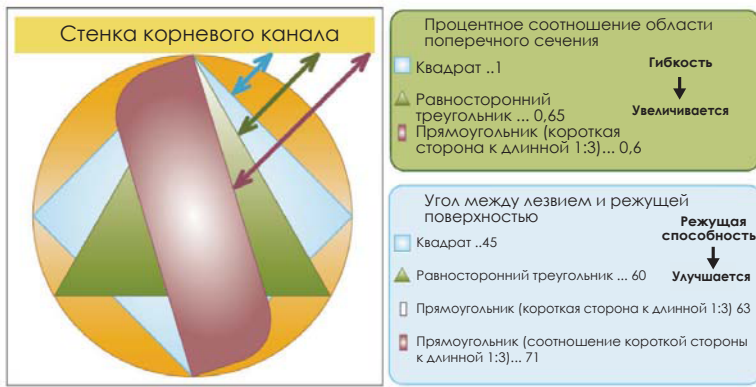 Стенка корневого канала
Процентное соотношение области
поперечного сечения
Квадрат ..1
Гибкость
Равносторонний
треугольник ... 0,65
Увеличивается
Прямоугольник (короткая
сторона к длинной 1:3)... 0,6
Угол между лезвием и режущей
поверхностью
Режущая
способность
Квадрат ..45
Равносторонний треугольник ... 60
Улучшается
Прямоугольник (короткая сторона к длинной 1:3) 63
Прямоугольник (соотношение короткой стороны
к длинной 1:3)... 71